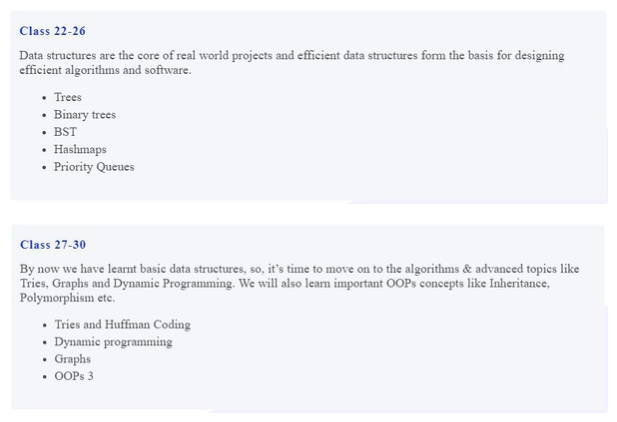 Class 22-26
Data structures are the core of real world projects and efficient data structures form the basis for designing
efficient algorithms and software.
• Trees
• Binary trees
• BST
• Hashmaps
• Priority Queues
Class 27-30
By now we have learnt basic data structures, so, it's time to move on to the algorithms & advanced topics like
Tries, Graphs and Dynamic Programming. We will also learn important OOPs concepts like Inheritance,
Polymorphism etc.
• Tries and Huffman Coding
• Dynamic programming
• Graphs
• OOPs 3